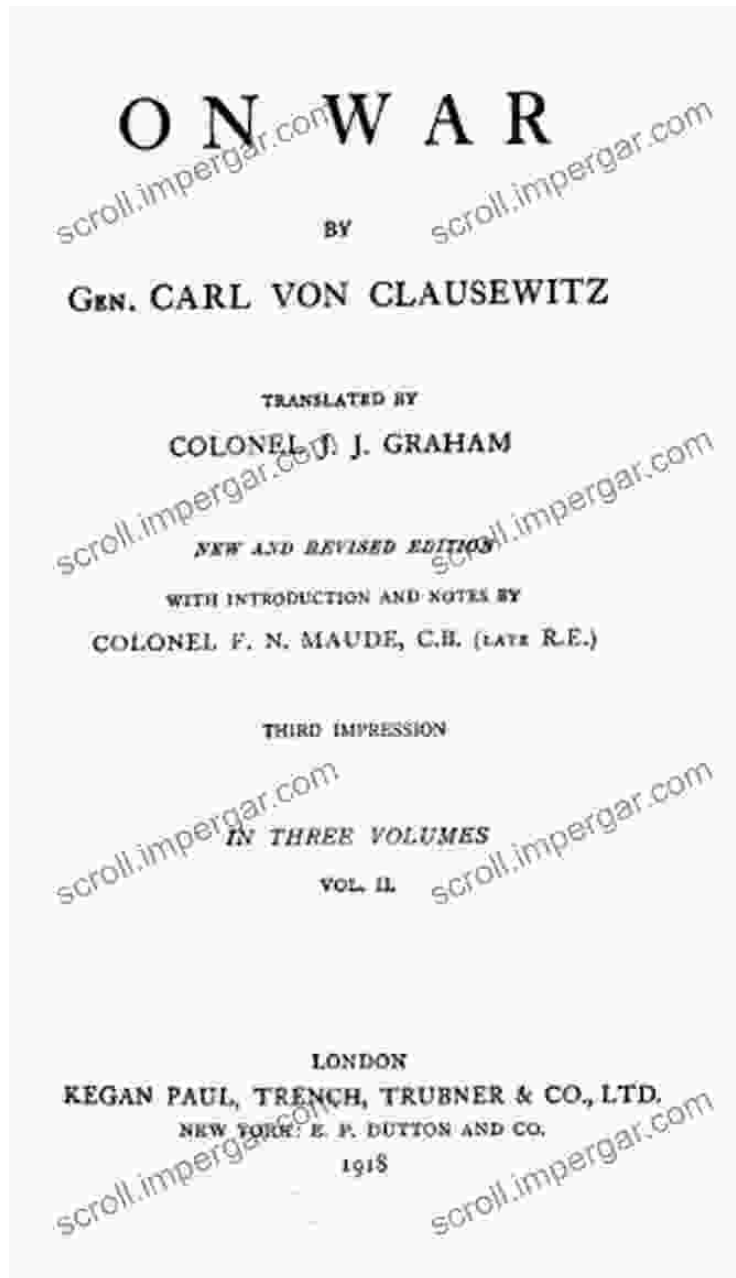 ON WAR
BY
GEN. CARL VON CLAUSEWITZ
TRANSLATED BY
COLONEL J. J. GRAHAM
NEW AND REVISED EDITION
WITH INTRODUCTION AND NOTES BY
COLONEL F. N. MAUDE, C.B. (LATE R.E.)
THIRD IMPRESSION
IN THREE VOLUMES
VOL. II.
LONDON
KEGAN PAUL, TRENCH, TRUBNER & CO., LTD.
NEW YORK: E. P. DUTTON AND CO.
1918
scroll.impergar.com
scroll.impergar.com
scroll.impergar.com
scroll.impergar.com
scroll.impergar.com
scroll.impergar.com
scroll.impergar.com
scroll.impergar.com